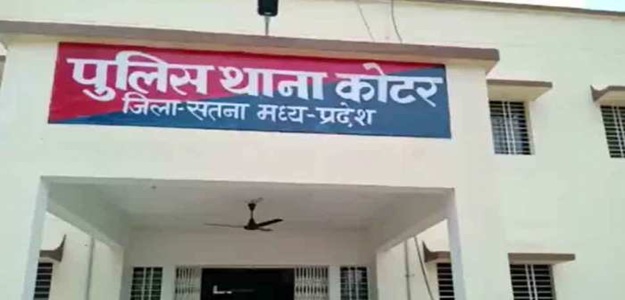 पुलिस थाना कोटर
जिला-सतना मध्य-प्रदेश